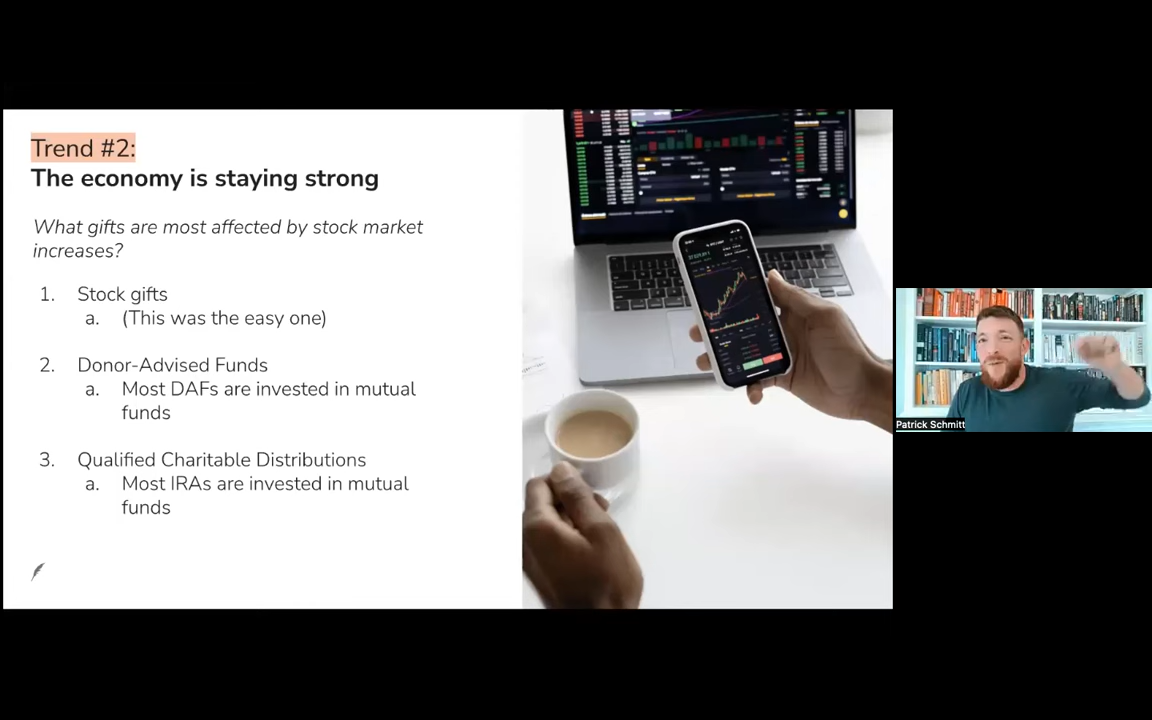 Trend #2:
The economy is staying strong
What gifts are most affected by stock market
increases?
1. Stock gifts
a. (This was the easy one)
2. Donor-Advised Funds
a. Most DAFs are invested in mutual
funds
3. Qualified Charitable Distributions
a. Most IRAs are invested in mutual
funds
Patrick Schmitt